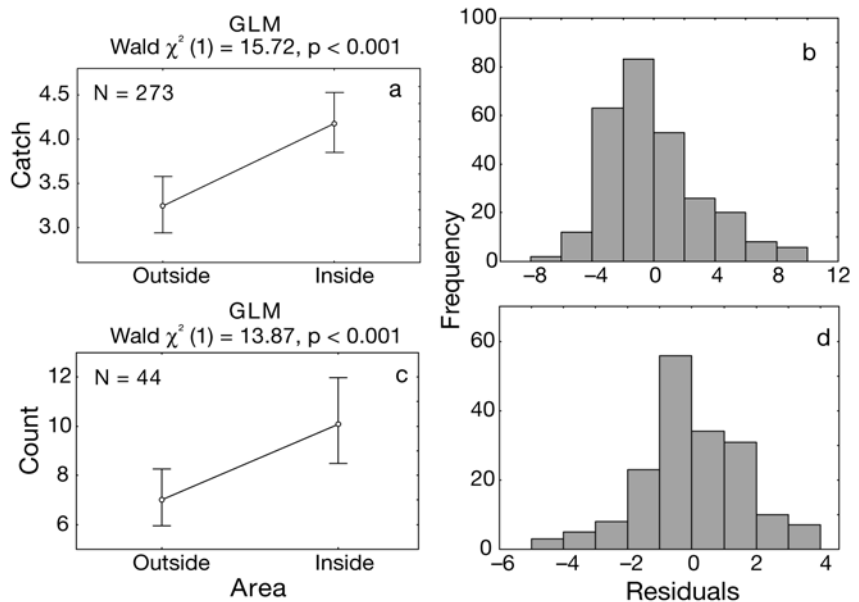 GLM
Wald χ² (1) = 15.72, p < 0.001
N = 273
a
Catch
4.5
4.0
3.5
3.0
Outside Inside
b
100
80
60
40
20
0
−8 −4 0 4 8 12
Frequency
GLM
Wald χ² (1) = 13.87, p < 0.001
N = 44
c
Count
12
10
8
6
Outside Inside
Area
d
60
40
20
0
−6 −4 −2 0 2 4
Residuals